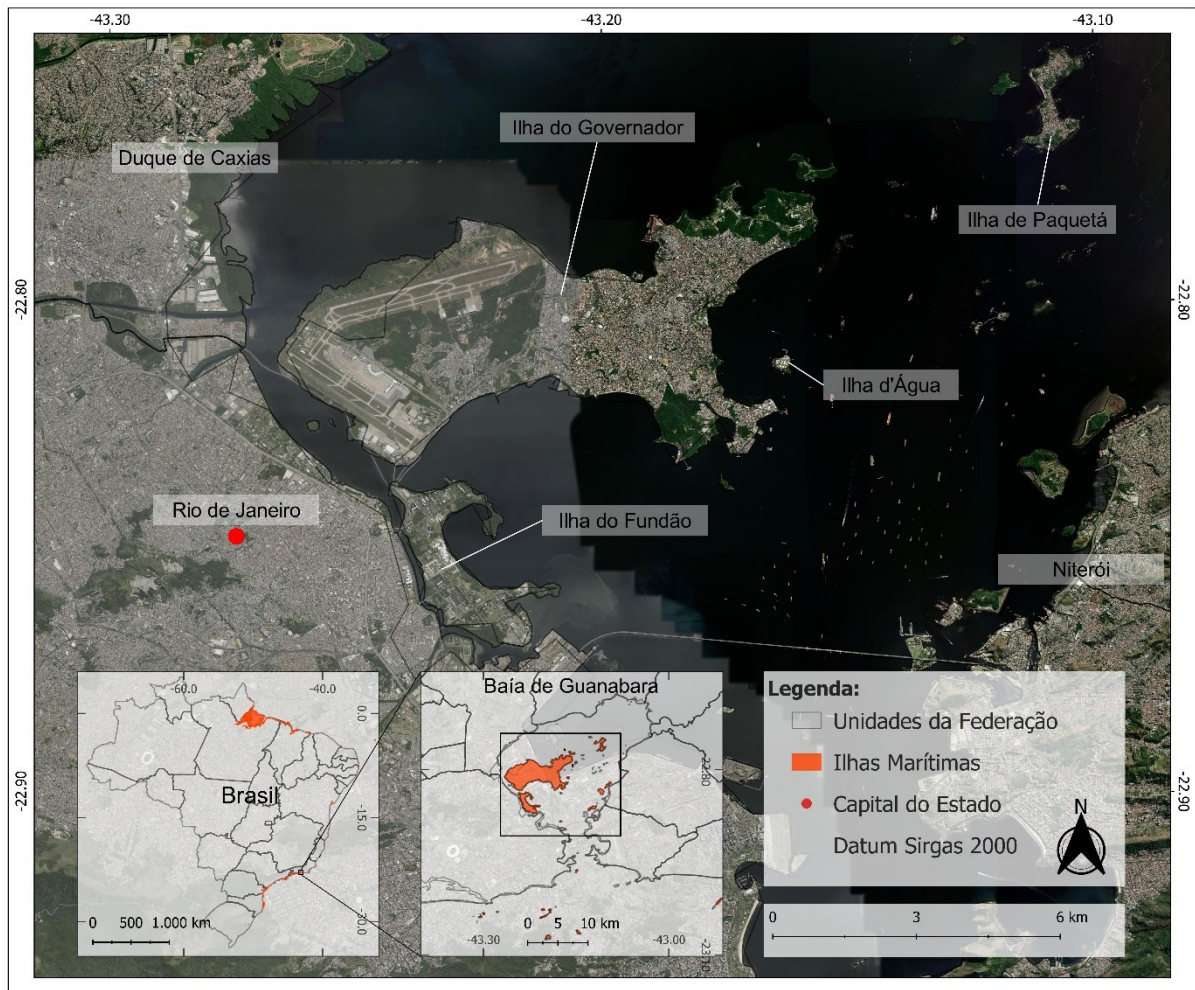 -43.30
-43.20
-43.10
Ilha do Governador
Duque de Caxias
Ilha de Paquetá
-22.80
-22.80
Ilha d'Água
Rio de Janeiro
Ilha do Fundão
Niterói
-22.90
-22.90
-60.0
-40.0
0.0
-15.0
-30.0
Brasil
0 500 1.000 km
Baía de Guanabara
-22.80
-23.10
0 5 10 km
-43.30
-43.00
Legenda:
Unidades da Federação
Ilhas Marítimas
Capital do Estado
Datum Sirgas 2000
N
0 3 6 km